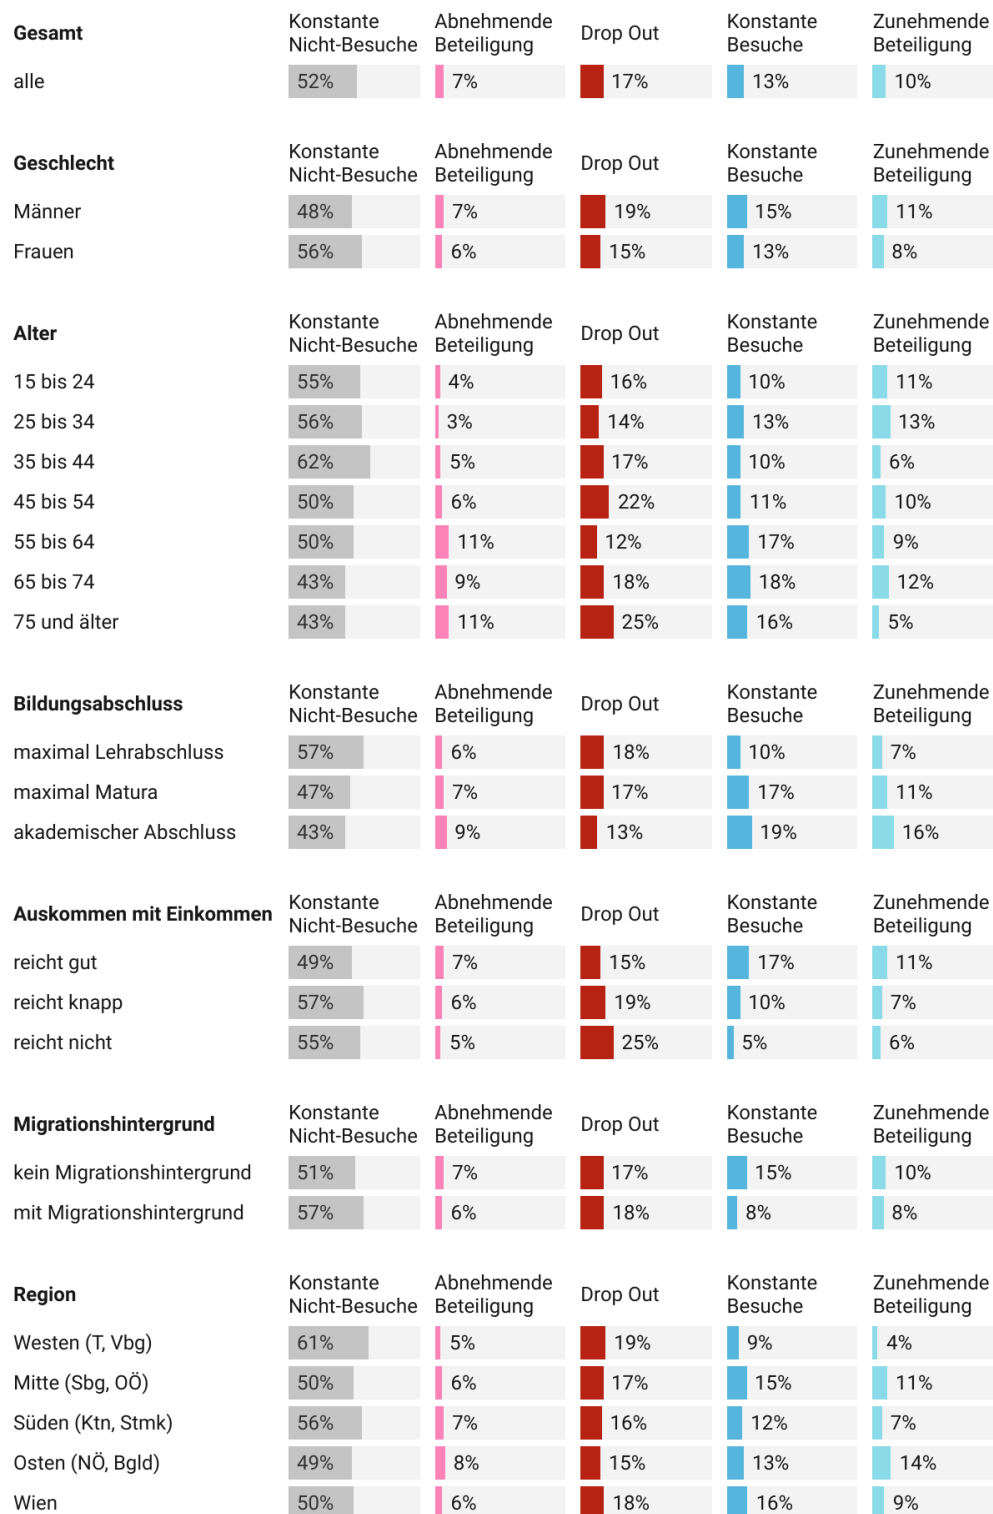 Gesamt Konstante Nicht-Besuche Abnehmende Beteiligung Drop Out Konstante Besuche Zunehmende Beteiligung
alle 52% 7% 17% 13% 10%
Geschlecht Konstante Nicht-Besuche Abnehmende Beteiligung Drop Out Konstante Besuche Zunehmende Beteiligung
Männer 48% 7% 19% 15% 11%
Frauen 56% 6% 15% 13% 8%
Alter Konstante Nicht-Besuche Abnehmende Beteiligung Drop Out Konstante Besuche Zunehmende Beteiligung
15 bis 24 55% 4% 16% 10% 11%
25 bis 34 56% 3% 14% 13% 13%
35 bis 44 62% 5% 17% 10% 6%
45 bis 54 50% 6% 22% 11% 10%
55 bis 64 50% 11% 12% 17% 9%
65 bis 74 43% 9% 18% 18% 12%
75 und älter 43% 11% 25% 16% 5%
Bildungsabschluss Konstante Nicht-Besuche Abnehmende Beteiligung Drop Out Konstante Besuche Zunehmende Beteiligung
maximal Lehrabschluss 57% 6% 18% 10% 7%
maximal Matura 47% 7% 17% 17% 11%
akademischer Abschluss 43% 9% 13% 19% 16%
Auskommen mit Einkommen Konstante Nicht-Besuche Abnehmende Beteiligung Drop Out Konstante Besuche Zunehmende Beteiligung
reicht gut 49% 7% 15% 17% 11%
reicht knapp 57% 6% 19% 10% 7%
reicht nicht 55% 5% 25% 5% 6%
Migrationshintergrund Konstante Nicht-Besuche Abnehmende Beteiligung Drop Out Konstante Besuche Zunehmende Beteiligung
kein Migrationshintergrund 51% 7% 17% 15% 10%
mit Migrationshintergrund 57% 6% 18% 8% 8%
Region Konstante Nicht-Besuche Abnehmende Beteiligung Drop Out Konstante Besuche Zunehmende Beteiligung
Westen (T, Vbg) 61% 5% 19% 9% 4%
Mitte (Sbg, OÖ) 50% 6% 17% 15% 11%
Süden (Ktn, Stmk) 56% 7% 16% 12% 7%
Osten (NÖ, Bgld) 49% 8% 15% 13% 14%
Wien 50% 6% 18% 16% 9%